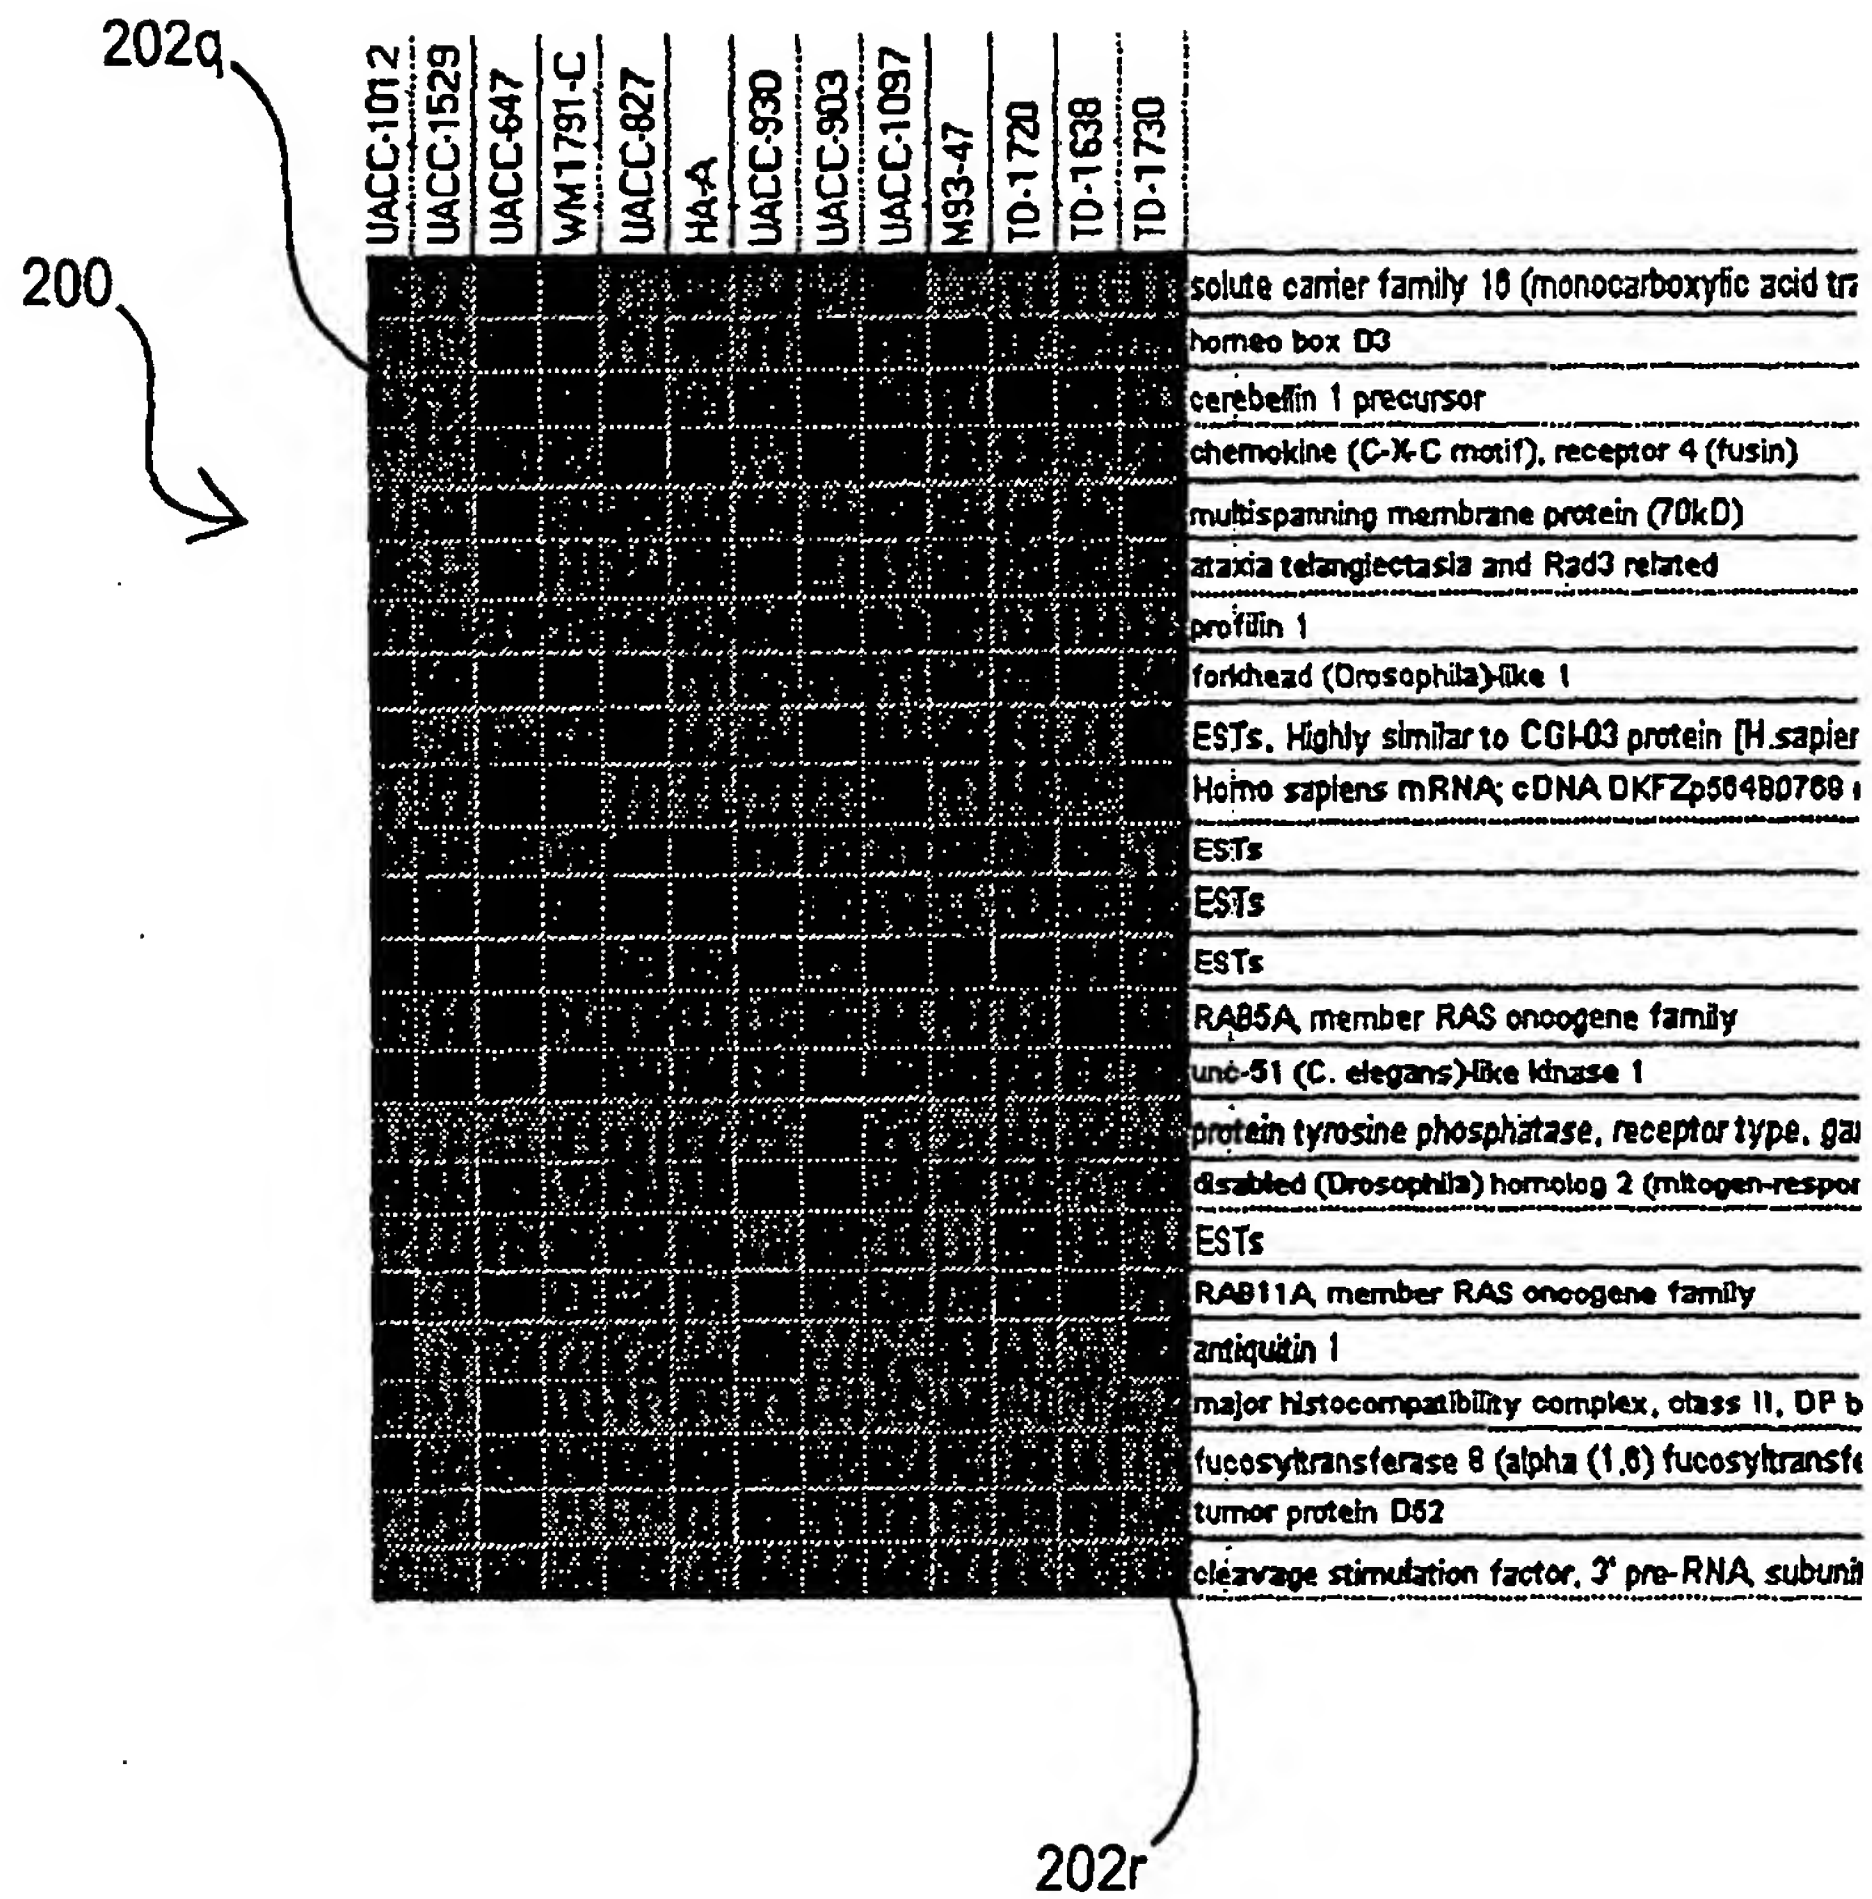 202q
200
UACC-1012
UACC-1529
UACC-647
WM1791-C
UACC-827
HA-A
UACC-930
UACC-903
UACC-1097
M93-47
TD-1720
TD-1638
TD-1730
solute carrier family 16 (monocarboxylic acid tra
homeo box D3
cerebellin 1 precursor
chemokine (C-X-C motif), receptor 4 (fusin)
multispanning membrane protein (70kD)
ataxia telangiectasia and Rad3 related
profilin 1
forkhead (Drosophila)-like 1
ESTs, Highly similar to CGI-03 protein [H.sapier
Homo sapiens mRNA; cDNA DKFZp564B0769
ESTs
ESTs
ESTs
RAB5A, member RAS oncogene family
unc-51 (C. elegans)-like kinase 1
protein tyrosine phosphatase, receptor type, gar
disabled (Drosophila) homolog 2 (mitogen-respor
ESTs
RAB11A, member RAS oncogene family
antiquitin 1
major histocompatibility complex, class II, DP b
fucosyltransferase 8 (alpha (1,6) fucosyltransfe
tumor protein D52
cleavage stimulation factor, 3' pre-RNA, subunit
202r